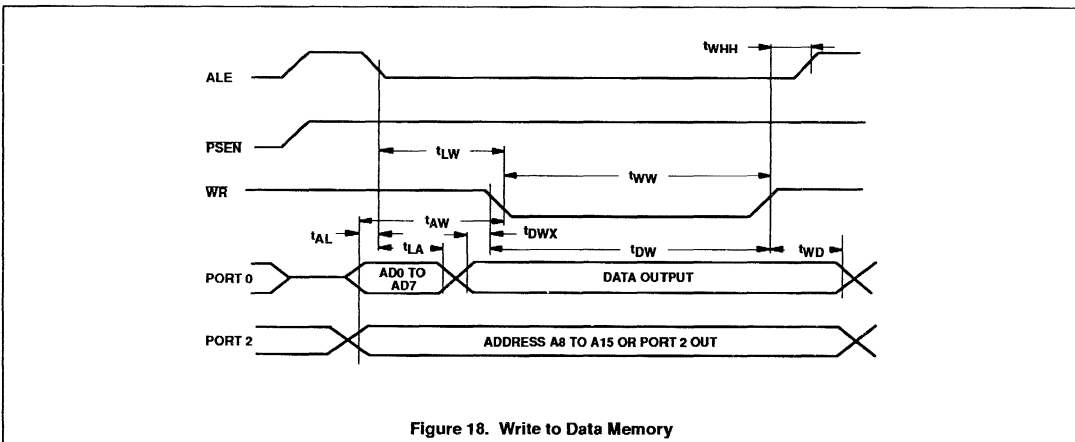 tWHH
ALE
PSEN
tLW
tWW
WR
tAW
tAL
tDWX
tLA
tDW
tWD
PORT 0
AD0 TO
AD7
DATA OUTPUT
PORT 2
ADDRESS A8 TO A15 OR PORT 2 OUT
Figure 18. Write to Data Memory